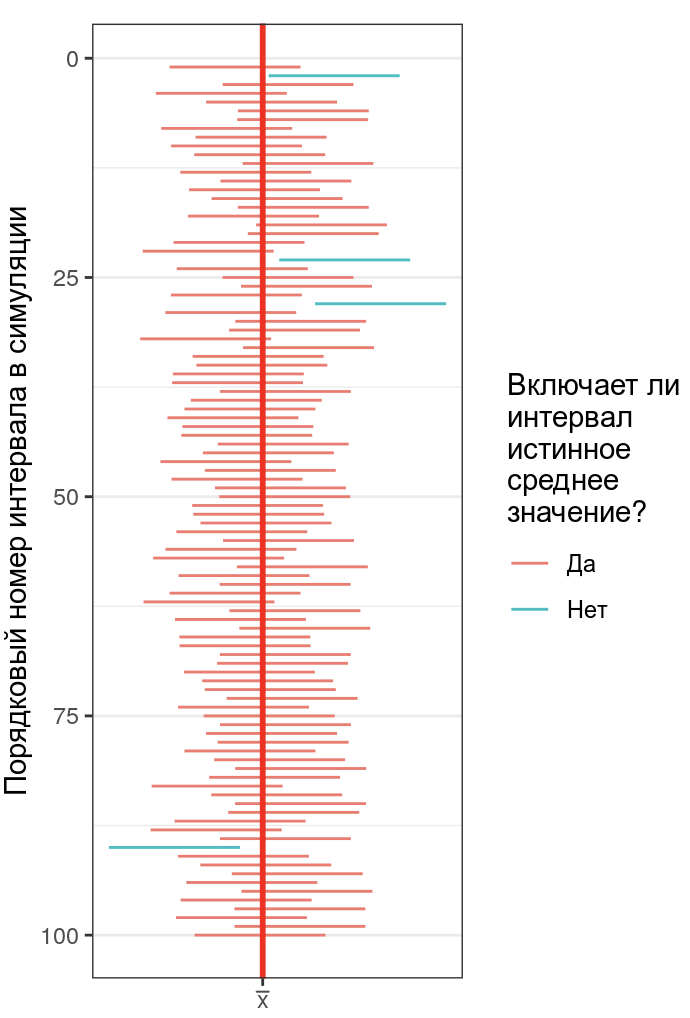 Порядковый номер интервала в симуляции
0
25
50
75
100
x̅
Включает ли
интервал
истинное
среднее
значение?
Да
Нет